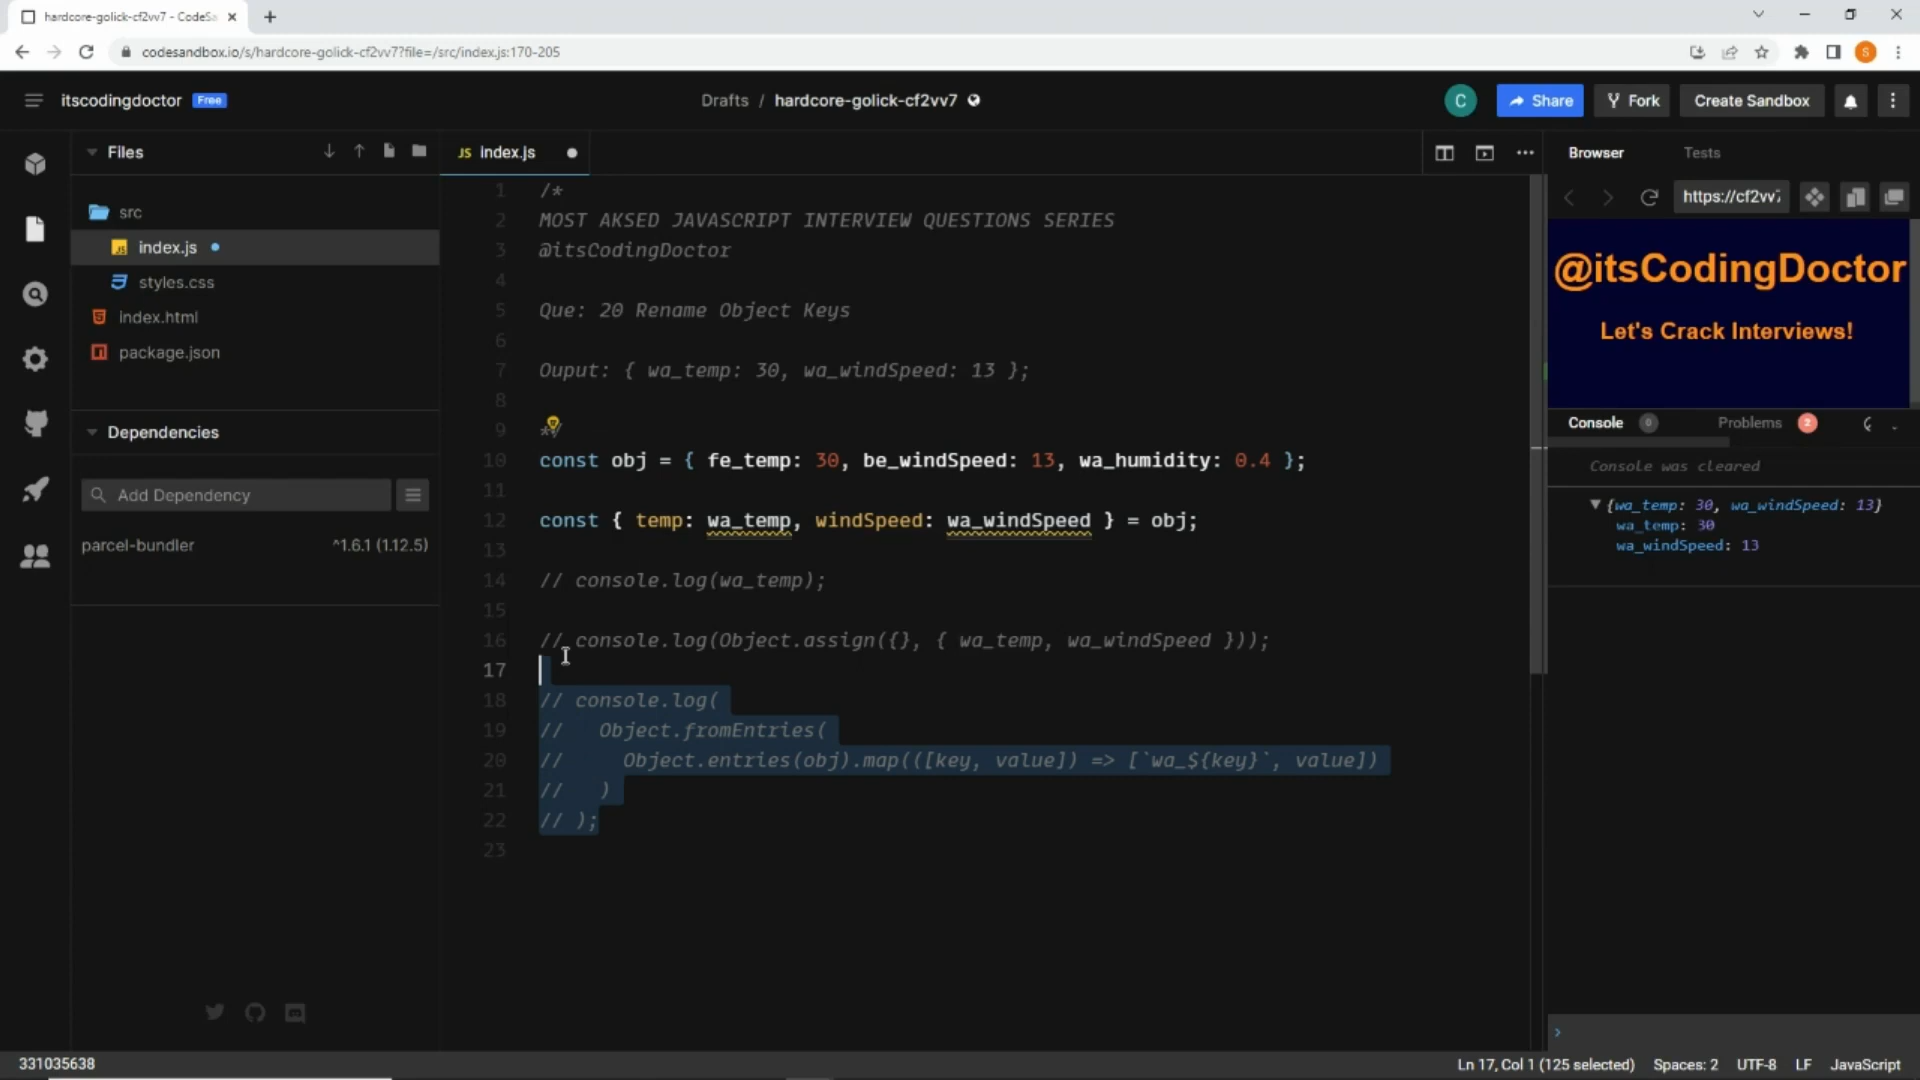 hardcore-golick-cf2vv7 - CodeSa
codesandbox.io/s/hardcore-golick-cf2vv7?file=/src/index.js:170-205
S
itscodingdoctor Free
Drafts / hardcore-golick-cf2vv7
C
Share
Fork
Create Sandbox
Files
src
JS index.js
styles.css
index.html
package.json
Dependencies
Add Dependency
parcel-bundler ^1.6.1 (1.12.5)
JS index.js
1 /*
2 MOST AKSED JAVASCRIPT INTERVIEW QUESTIONS SERIES
3 @itsCodingDoctor
4
5 Que: 20 Rename Object Keys
6
7 Ouput: { wa_temp: 30, wa_windSpeed: 13 };
8
9 */
10 const obj = { fe_temp: 30, be_windSpeed: 13, wa_humidity: 0.4 };
11
12 const { temp: wa_temp, windSpeed: wa_windSpeed } = obj;
13
14 // console.log(wa_temp);
15
16 // console.log(Object.assign({}, { wa_temp, wa_windSpeed }));
17
18 // console.log(
19 //   Object.fromEntries(
20 //     Object.entries(obj).map(([key, value]) => [`wa_${key}`, value])
21 //   )
22 // );
23
Browser Tests
https://cf2vv7
@itsCodingDoctor
Let's Crack Interviews!
Console 0 Problems 2
Console was cleared
{wa_temp: 30, wa_windSpeed: 13}
wa_temp: 30
wa_windSpeed: 13
331035638
Ln 17, Col 1 (125 selected) Spaces: 2 UTF-8 LF JavaScript